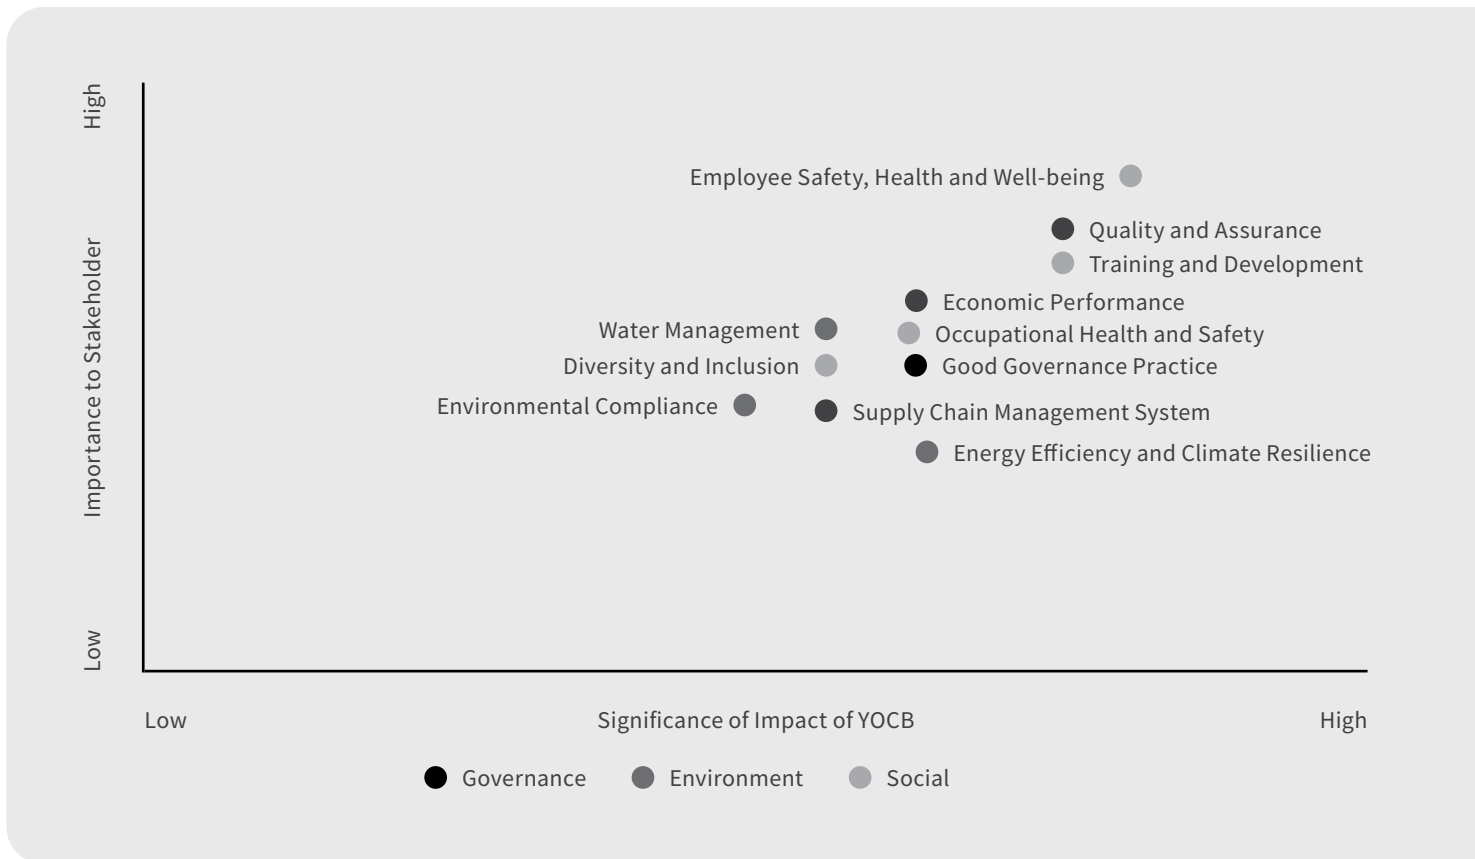 High
Importance to Stakeholder
Low
Employee Safety, Health and Well-being
Quality and Assurance
Training and Development
Economic Performance
Water Management
Occupational Health and Safety
Diversity and Inclusion
Good Governance Practice
Environmental Compliance
Supply Chain Management System
Energy Efficiency and Climate Resilience
Low
Significance of Impact of YOCB
High
Governance
Environment
Social